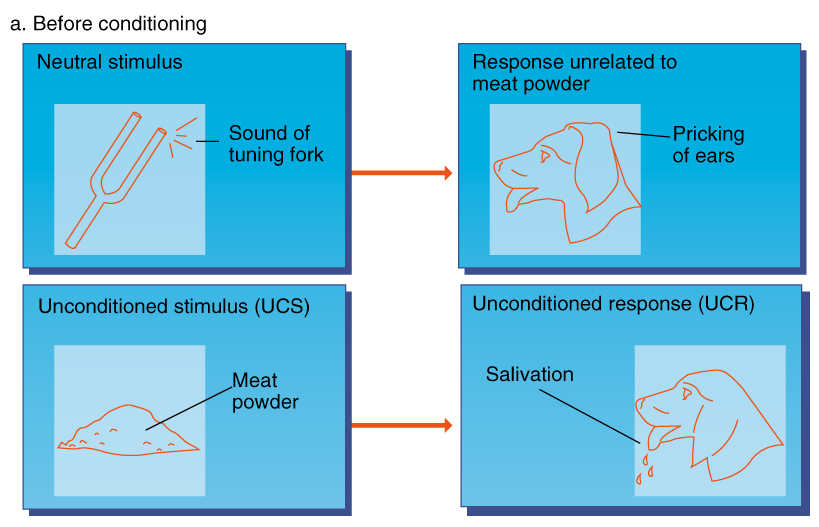 a. Before conditioning
Neutral stimulus
Sound of
tuning fork
Response unrelated to
meat powder
Pricking
of ears
Unconditioned stimulus (UCS)
Meat
powder
Unconditioned response (UCR)
Salivation